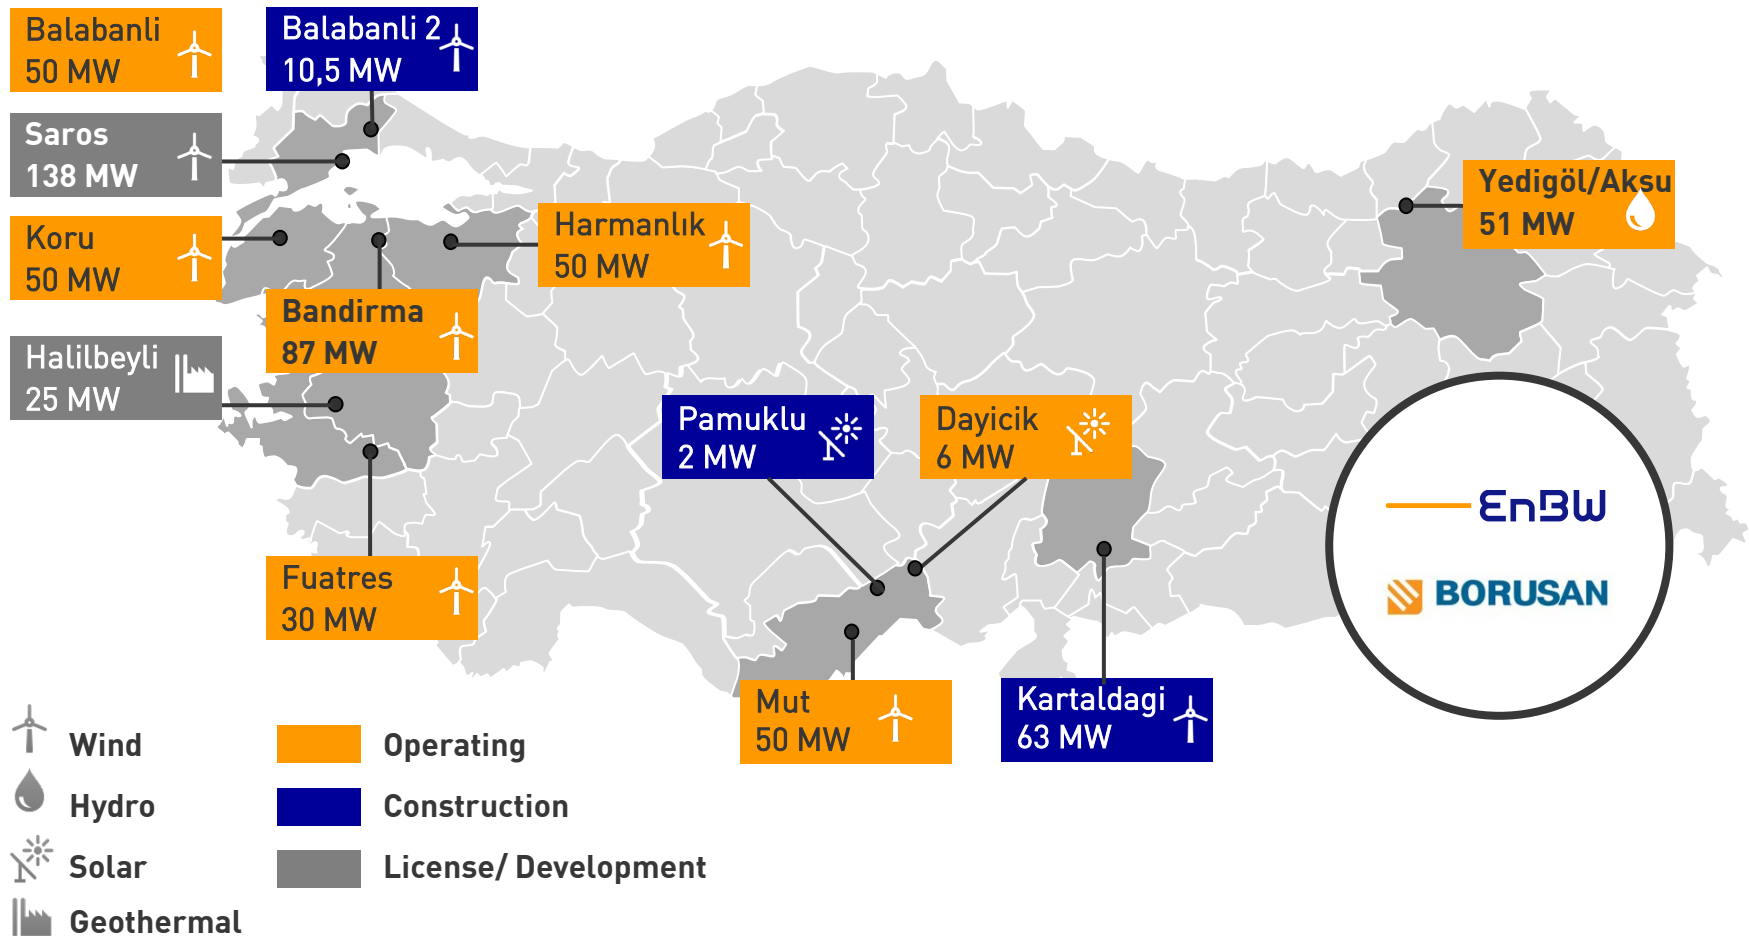 Balabanli
50 MW
Balabanli 2
10,5 MW
Saros
138 MW
Yedigöl/Aksu
51 MW
Koru
50 MW
Harmanlık
50 MW
Bandirma
87 MW
Halilbeyli
25 MW
Pamuklu
2 MW
Dayicik
6 MW
EnBW
BORUSAN
Fuatres
30 MW
Mut
50 MW
Kartaldagi
63 MW
Wind
Hydro
Solar
Geothermal
Operating
Construction
License/ Development